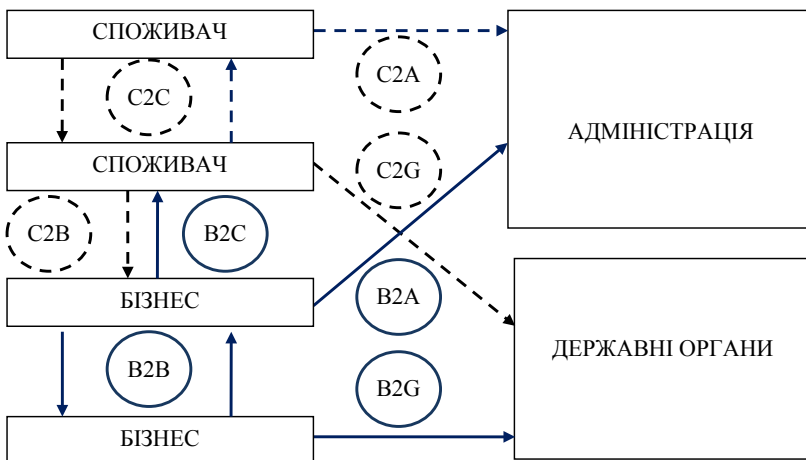 СПОЖИВАЧ
C2C
C2A
АДМІНІСТРАЦІЯ
СПОЖИВАЧ
C2G
C2B
B2C
БІЗНЕС
B2A
ДЕРЖАВНІ ОРГАНИ
B2B
B2G
БІЗНЕС